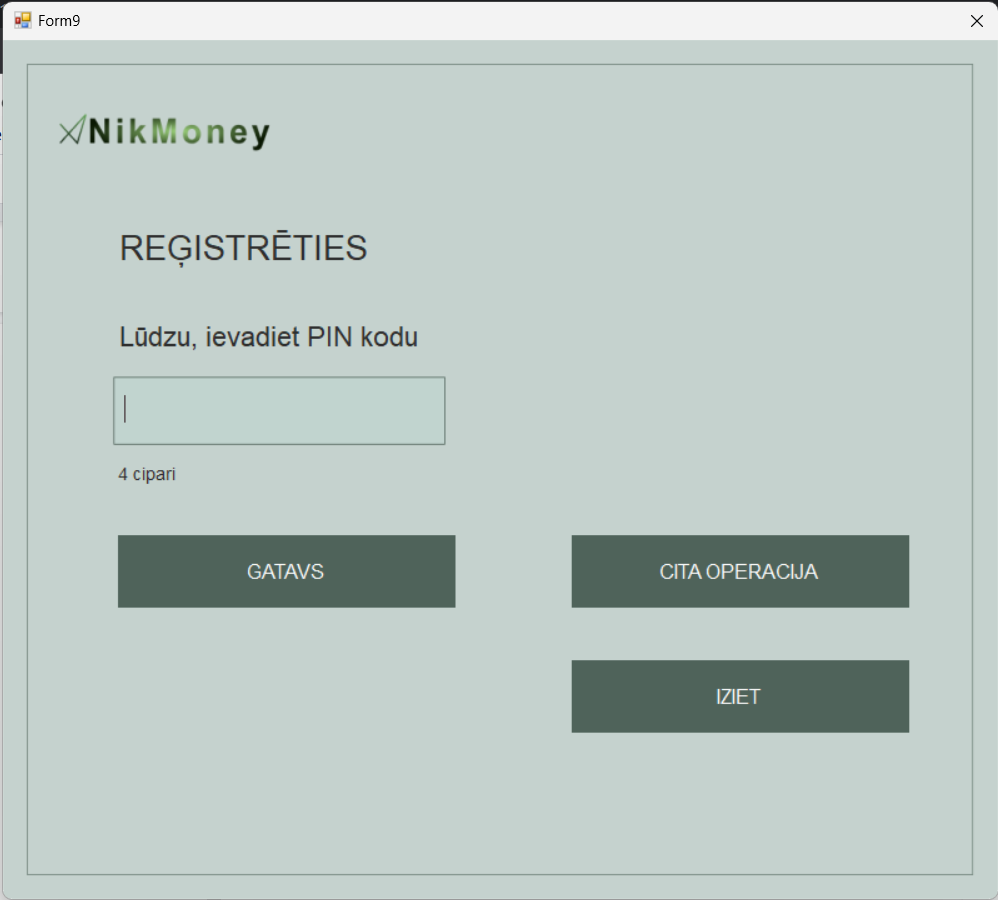 Form9
NikMoney
REĢISTRĒTIES
Lūdzu, ievadiet PIN kodu
4 cipari
GATAVS
CITA OPERACIJA
IZIET